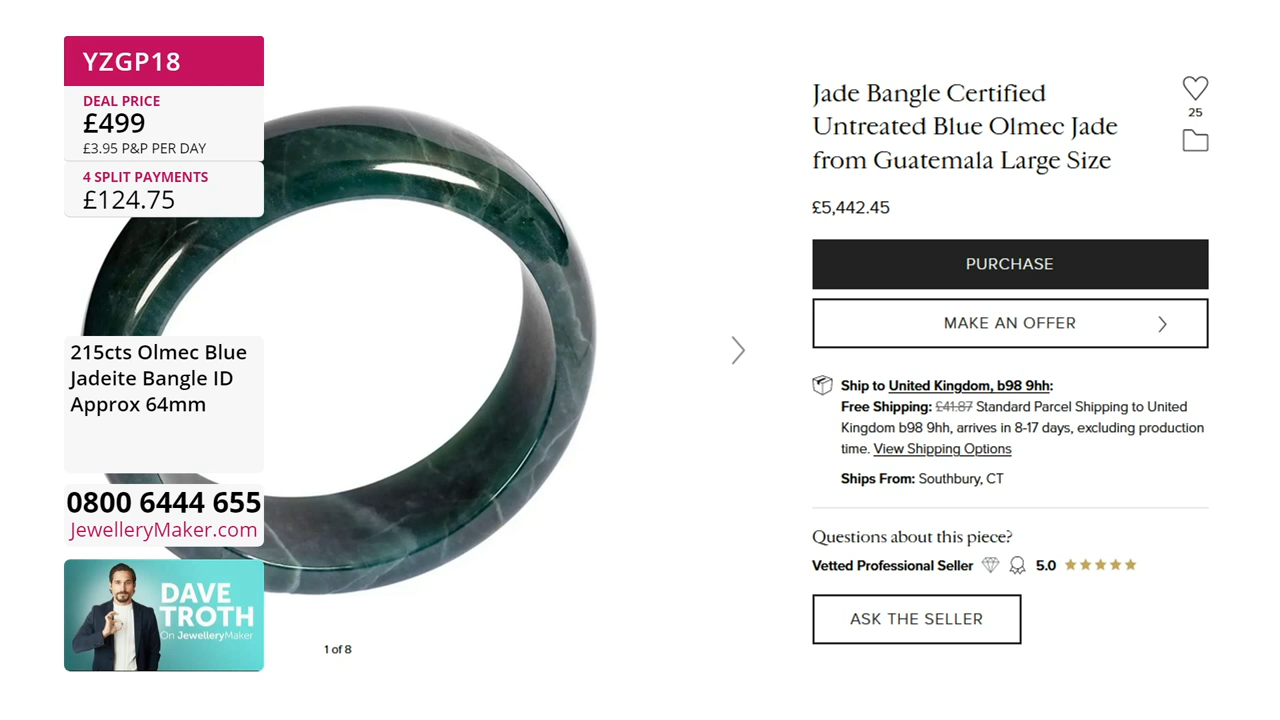 YZGP18
DEAL PRICE
£499
£3.95 P&P PER DAY
4 SPLIT PAYMENTS
£124.75
215cts Olmec Blue
Jadeite Bangle ID
Approx 64mm
0800 6444 655
JewelleryMaker.com
DAVE
TROTH
On JewelleryMaker
1 of 8
Jade Bangle Certified
Untreated Blue Olmec Jade
from Guatemala Large Size
25
£5,442.45
PURCHASE
MAKE AN OFFER
Ship to United Kingdom, b98 9hh:
Free Shipping: £41.87 Standard Parcel Shipping to United
Kingdom b98 9hh, arrives in 8-17 days, excluding production
time. View Shipping Options
Ships From: Southbury, CT
Questions about this piece?
Vetted Professional Seller 5.0
ASK THE SELLER